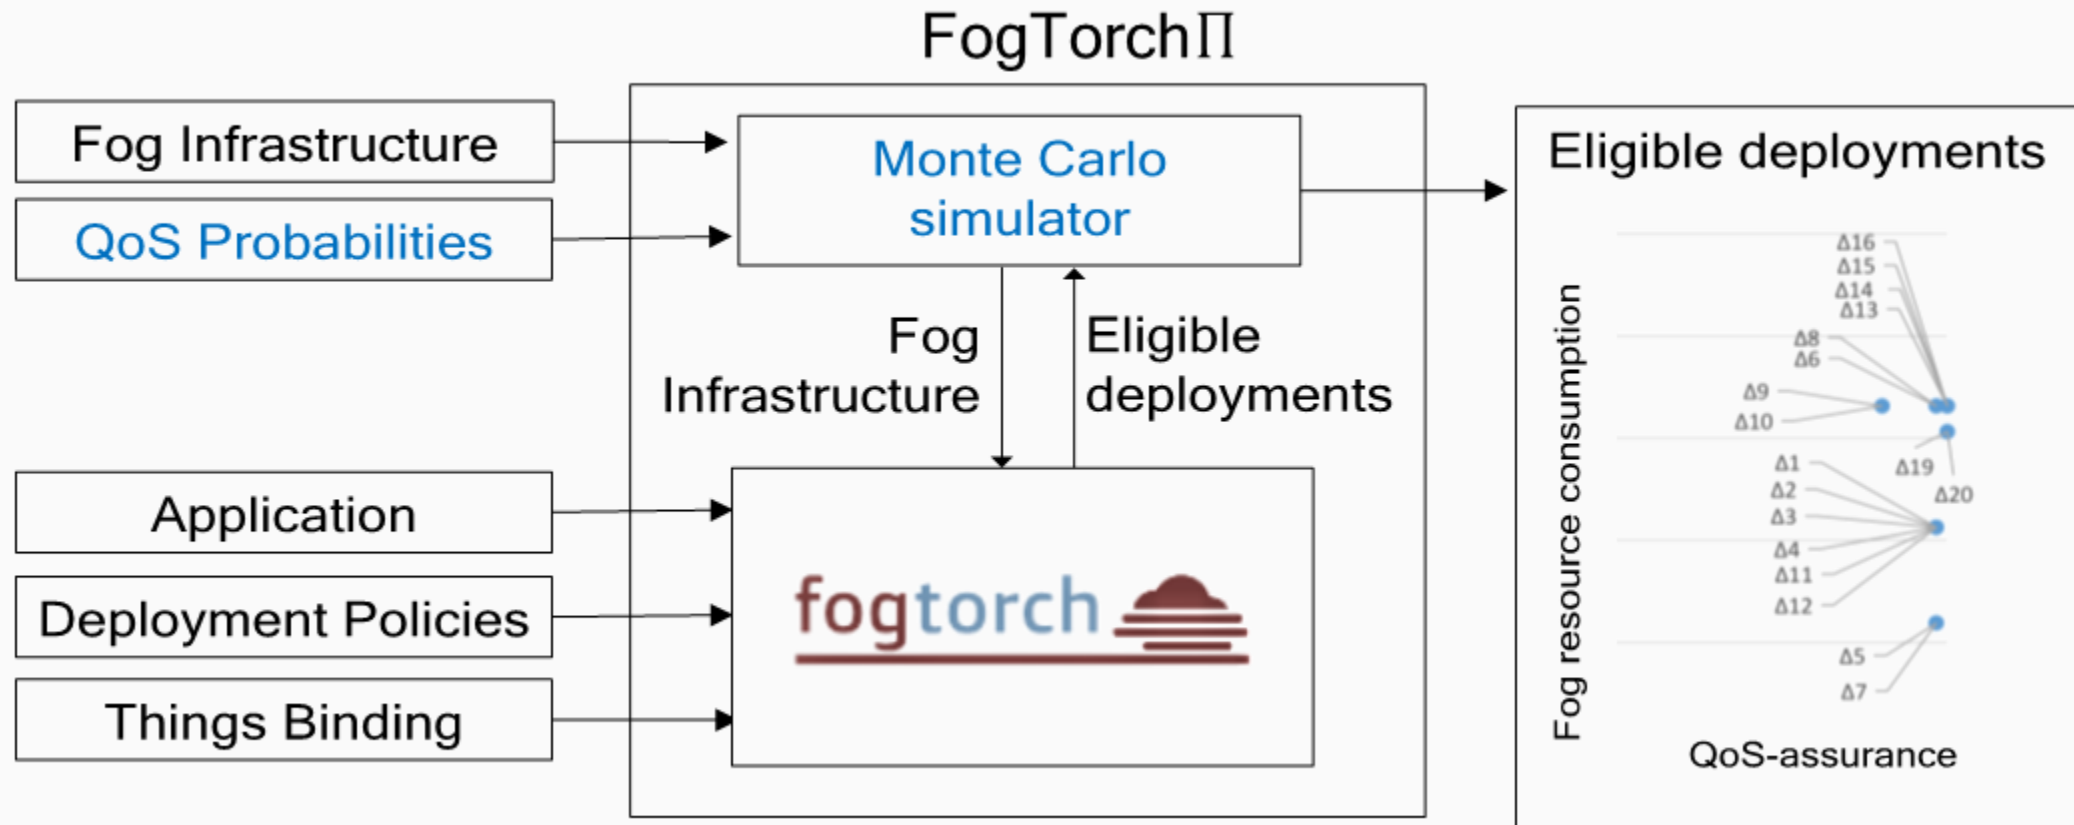 FogTorchΠ
Fog Infrastructure
QoS Probabilities
Application
Deployment Policies
Things Binding
Monte Carlo
simulator
Fog
Infrastructure
Eligible
deployments
fogtorch
Eligible deployments
Fog resource consumption
Δ16
Δ15
Δ14
Δ13
Δ8
Δ6
Δ9
Δ10
Δ19
Δ20
Δ1
Δ2
Δ3
Δ4
Δ11
Δ12
Δ5
Δ7
QoS-assurance